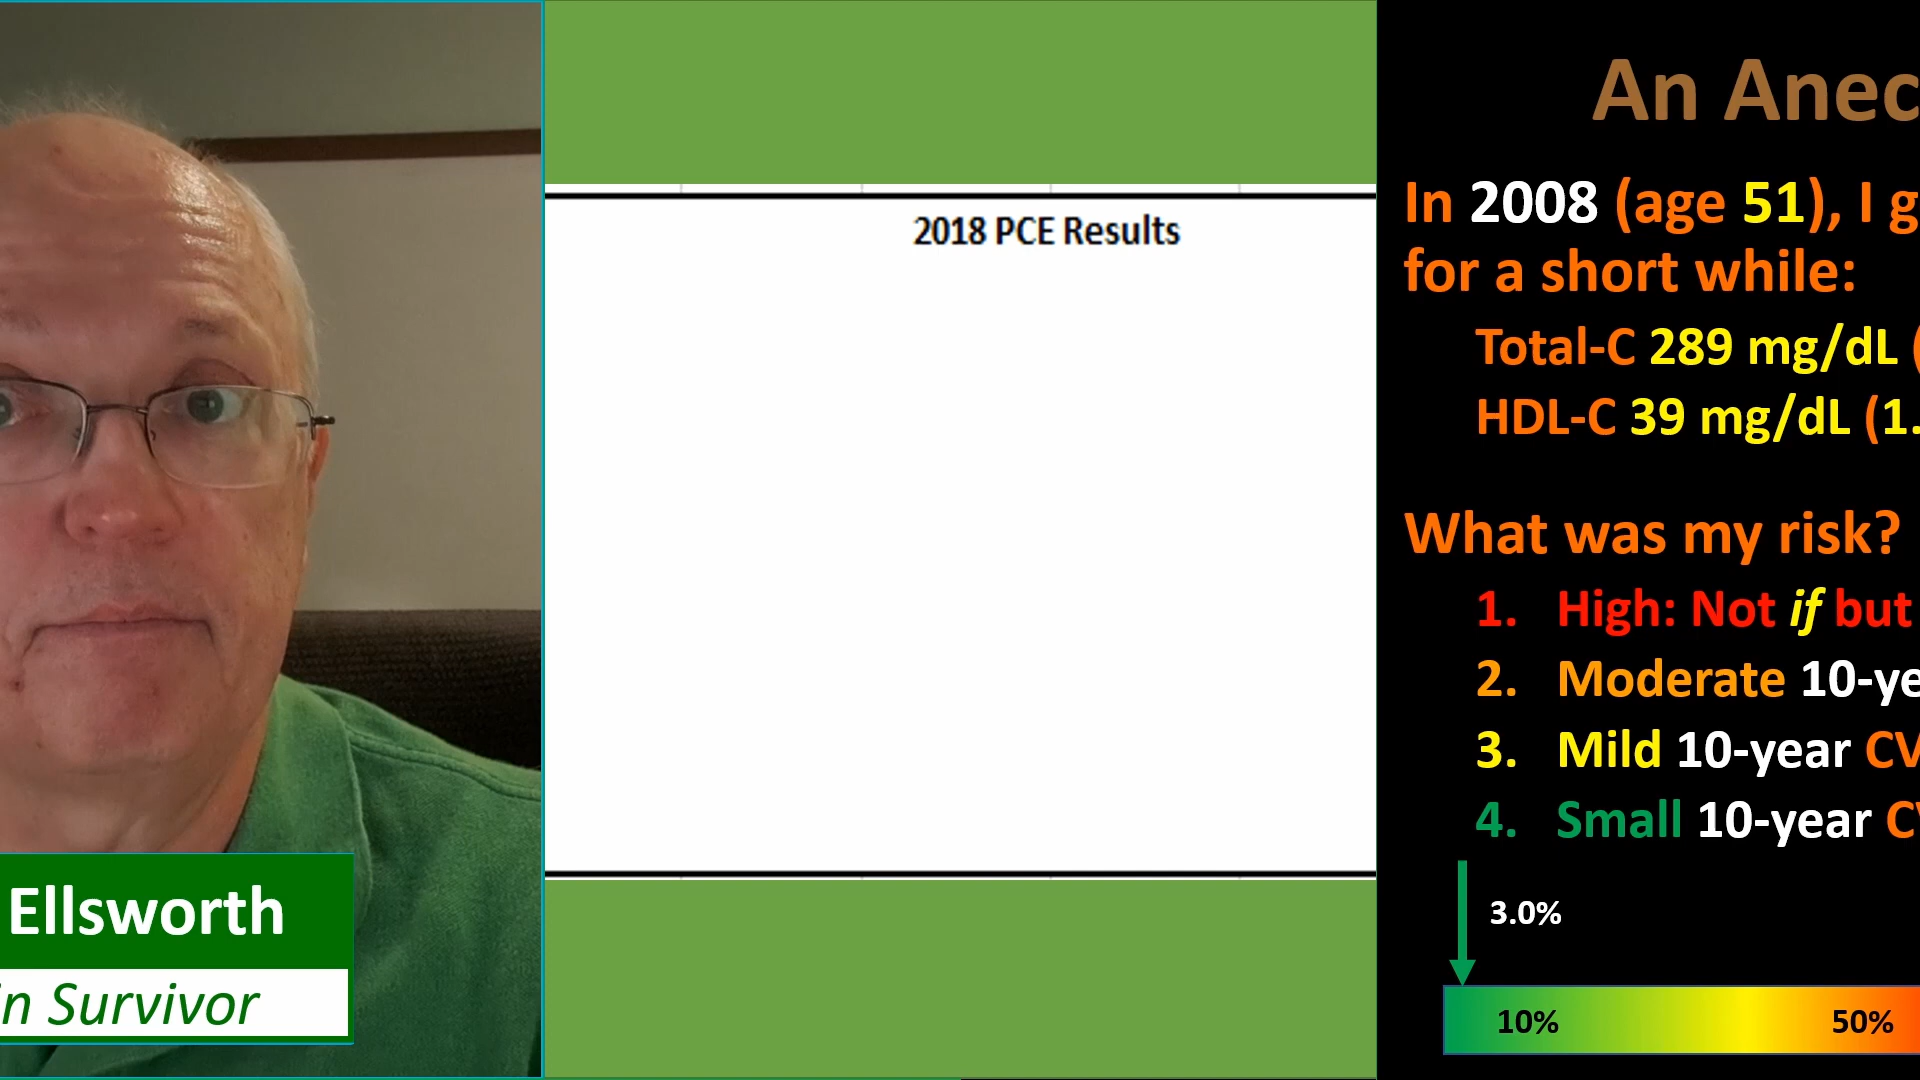 Ellsworth
in Survivor
2018 PCE Results
An Anec
In 2008 (age 51), I g
for a short while:
Total-C 289 mg/dL (
HDL-C 39 mg/dL (1.
What was my risk?
1. High: Not if but
2. Moderate 10-ye
3. Mild 10-year CV
4. Small 10-year CV
3.0%
10% 50%